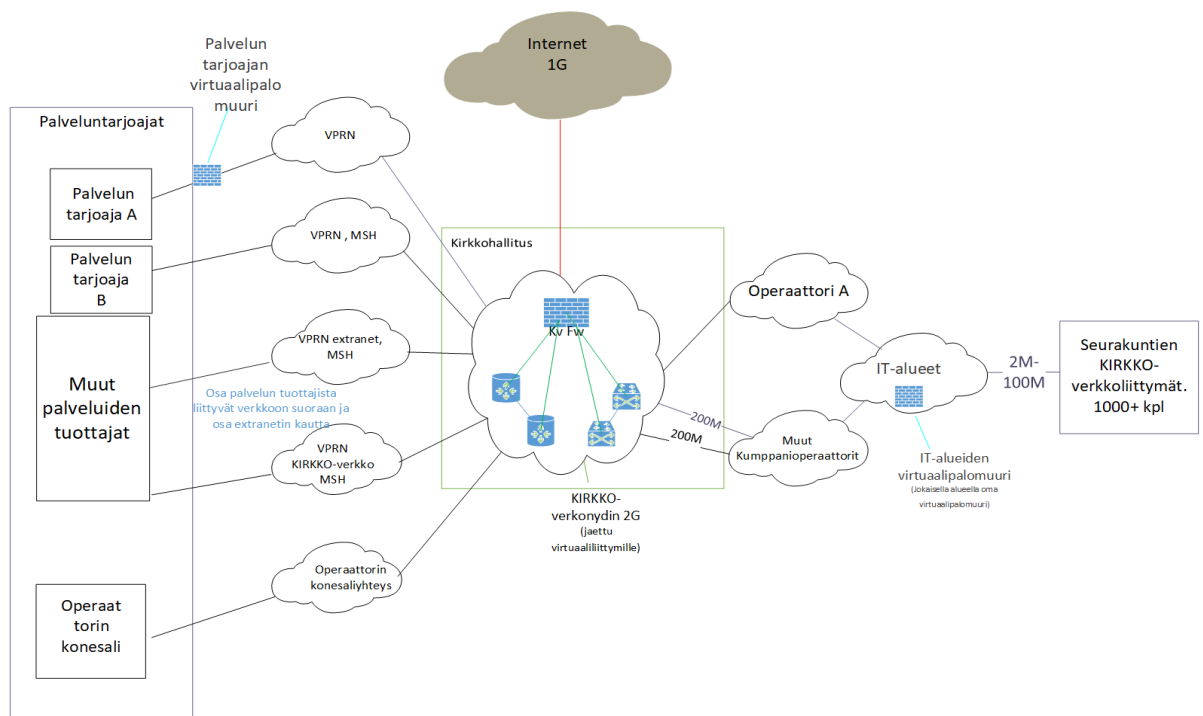 Internet
1G
Palvelun
tarjoajan
virtuaalipalo
muuri
Palveluntarjoajat
VPRN
Palvelun
tarjoaja A
VPRN , MSH
Palvelun
tarjoaja
B
VPRN extranet,
MSH
Muut
palveluiden
tuottajat
Osa palvelun tuottajista
liittyvät verkkoon suoraan ja
osa extranetin kautta
VPRN
KIRKKO-verkko
MSH
Operaattorin
konesaliyhteys
Operaat
torin
konesali
Kirkkohallitus
Kv Fw
KIRKKO-
verkonydin 2G
(jaettu
virtuaaliliittymille)
200M
200M
Operaattori A
Muut
Kumppanioperaattorit
IT-alueet
IT-alueiden
virtuaalipalomuuri
(Jokaisella alueella oma
virtuaalipalomuuri)
2M-
100M
Seurakuntien
KIRKKO-
verkkoliittymät.
1000+ kpl